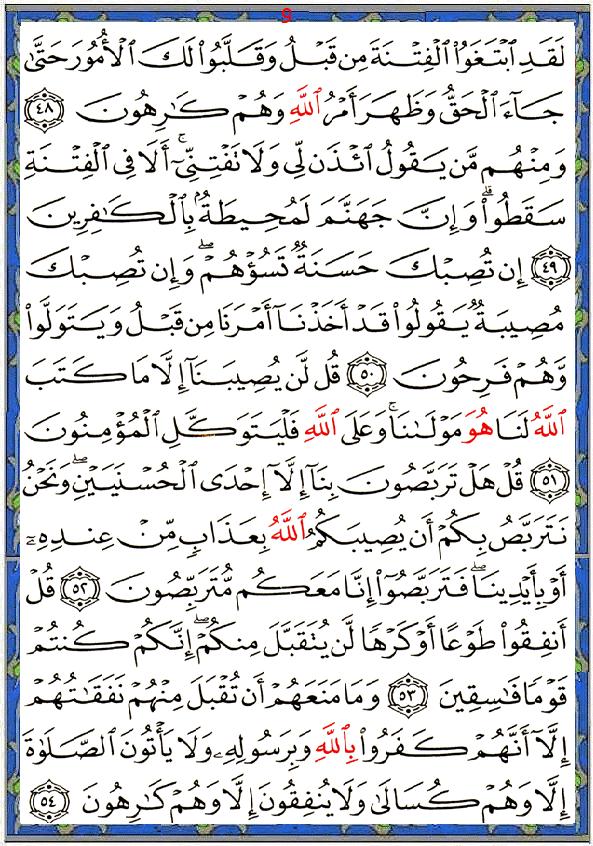 9
لَقَدِ ٱبْتَغَوُا۟ ٱلْفِتْنَةَ مِن قَبْلُ وَقَلَّبُوا۟ لَكَ ٱلْأُمُورَ حَتَّىٰ
جَآءَ ٱلْحَقُّ وَظَهَرَ أَمْرُ ٱللَّهِ وَهُمْ كَٰرِهُونَ ٤٨
وَمِنْهُم مَّن يَقُولُ ٱئْذَن لِّى وَلَا تَفْتِنِّىٓ ۚ أَلَا فِى ٱلْفِتْنَةِ
سَقَطُوا۟ ۗ وَإِنَّ جَهَنَّمَ لَمُحِيطَةٌۢ بِٱلْكَٰفِرِينَ
٤٩ إِن تُصِبْكَ حَسَنَةٌ تَسُؤْهُمْ ۖ وَإِن تُصِبْكَ
مُصِيبَةٌ يَقُولُوا۟ قَدْ أَخَذْنَآ أَمْرَنَا مِن قَبْلُ وَيَتَوَلَّوا۟
وَّهُمْ فَرِحُونَ ٥٠ قُل لَّن يُصِيبَنَآ إِلَّا مَا كَتَبَ
ٱللَّهُ لَنَا هُوَ مَوْلَىٰنَا ۚ وَعَلَى ٱللَّهِ فَلْيَتَوَكَّلِ ٱلْمُؤْمِنُونَ
٥١ قُلْ هَلْ تَرَبَّصُونَ بِنَآ إِلَّآ إِحْدَى ٱلْحُسْنَيَيْنِ ۖ وَنَحْنُ
نَتَرَبَّصُ بِكُمْ أَن يُصِيبَكُمُ ٱللَّهُ بِعَذَابٍ مِّنْ عِندِهِۦٓ
أَوْ بِأَيْدِينَا ۖ فَتَرَبَّصُوٓا۟ إِنَّا مَعَكُم مُّتَرَبِّصُونَ ٥٢ قُلْ
أَنفِقُوا۟ طَوْعًا أَوْ كَرْهًا لَّن يُتَقَبَّلَ مِنكُمْ ۖ إِنَّكُمْ كُنتُمْ
قَوْمًا فَٰسِقِينَ ٥٣ وَمَا مَنَعَهُمْ أَن تُقْبَلَ مِنْهُمْ نَفَقَٰتُهُمْ
إِلَّآ أَنَّهُمْ كَفَرُوا۟ بِٱللَّهِ وَبِرَسُولِهِۦ وَلَا يَأْتُونَ ٱلصَّلَوٰةَ
إِلَّا وَهُمْ كُسَالَىٰ وَلَا يُنفِقُونَ إِلَّا وَهُمْ كَٰرِهُونَ ٥٤